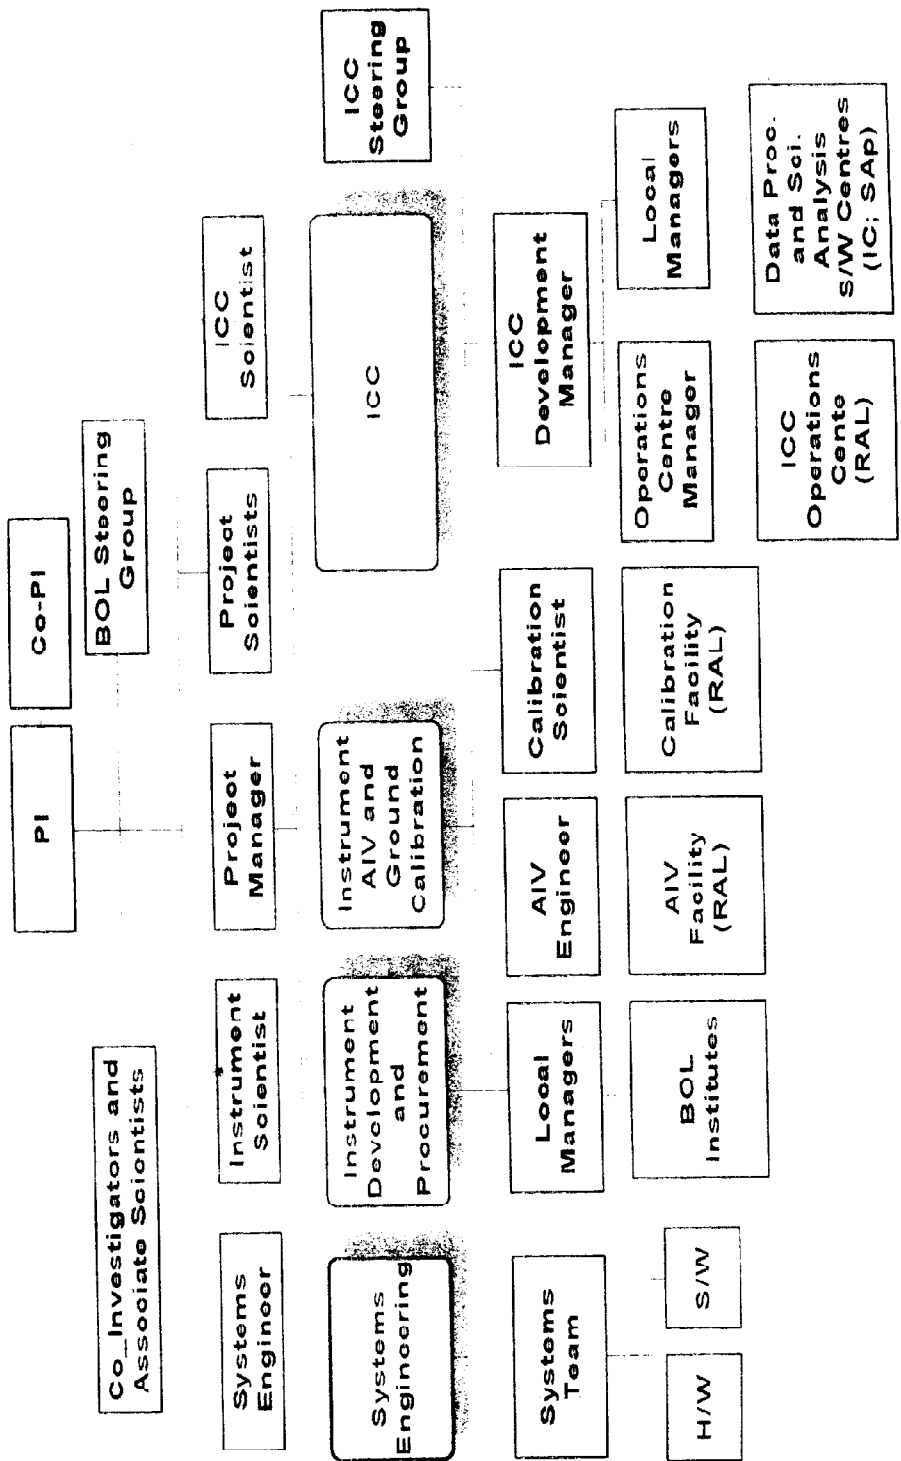 PI
Co-PI
Co_Investigators and
Associate Scientists
BOL Steering
Group
Systems
Engineer
Instrument
Scientist
Project
Manager
Project
Scientists
ICC
Scientist
Systems
Engineering
Instrument
Development
and
Procurement
Instrument
AIV and
Ground
Calibration
ICC
ICC
Steering
Group
Systems
Team
Local
Managers
AIV
Engineer
Calibration
Scientist
ICC
Development
Manager
H/W
S/W
BOL
Institutes
AIV
Facility
(RAL)
Calibration
Facility
(RAL)
Operations
Centre
Manager
Local
Managers
ICC
Operations
Cente
(RAL)
Data Proc.
and Sci.
Analysis
S/W Centres
(IC; SAp)